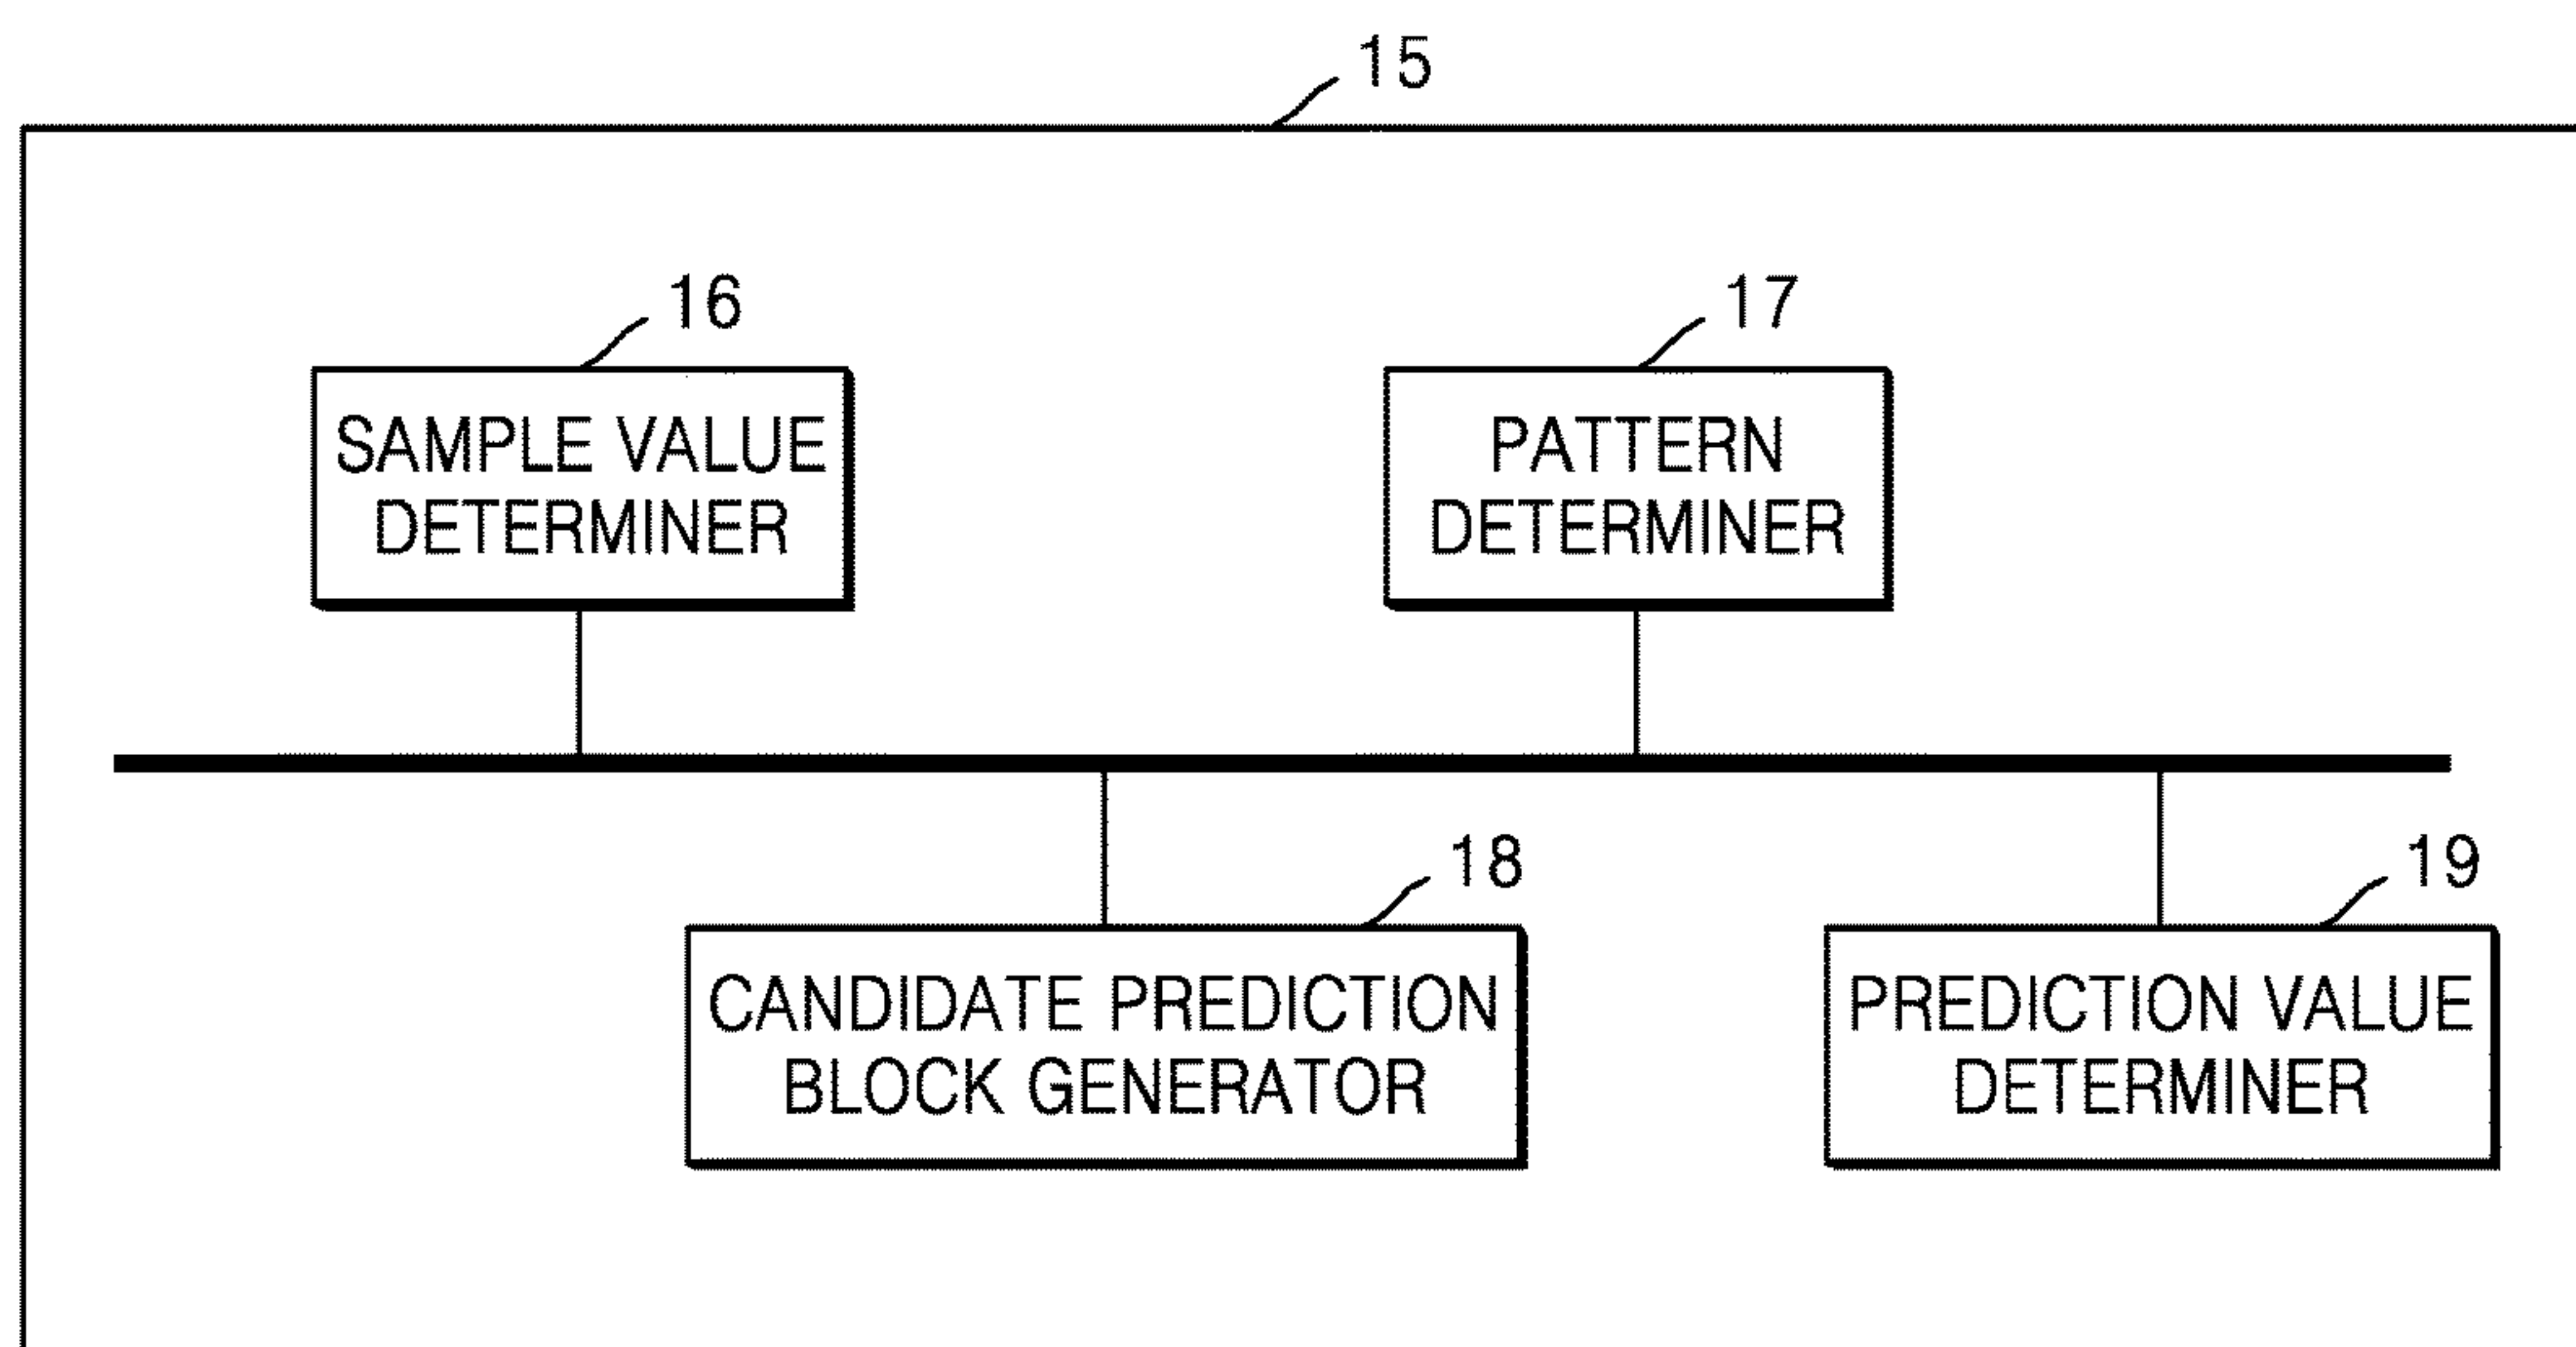 15
16
17
SAMPLE VALUE
DETERMINER
PATTERN
DETERMINER
18
19
CANDIDATE PREDICTION
BLOCK GENERATOR
PREDICTION VALUE
DETERMINER